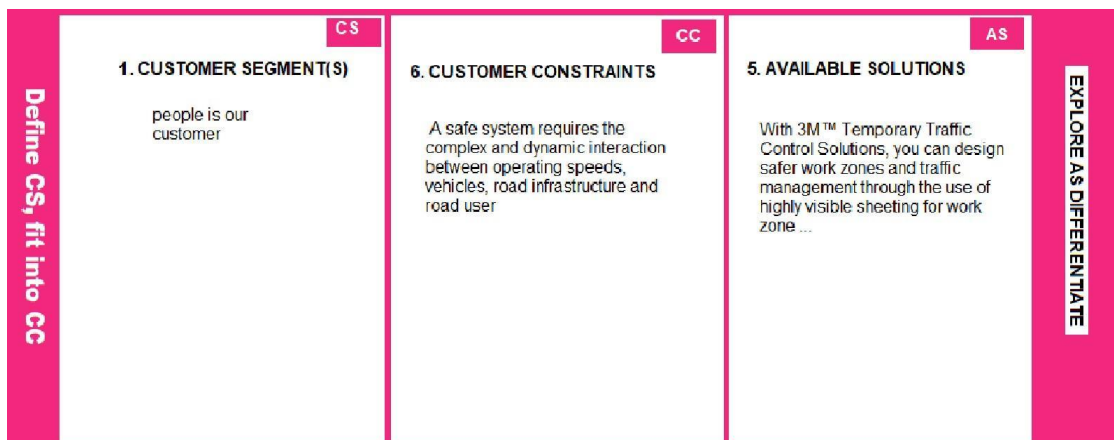 Define CS, fit into CC
CS
1. CUSTOMER SEGMENT(S)
people is our
customer
CC
6. CUSTOMER CONSTRAINTS
A safe system requires the
complex and dynamic interaction
between operating speeds,
vehicles, road infrastructure and
road user
AS
5. AVAILABLE SOLUTIONS
With 3M™ Temporary Traffic
Control Solutions, you can design
safer work zones and traffic
management through the use of
highly visible sheeting for work
zone ...
EXPLORE AS DIFFERENTIATE